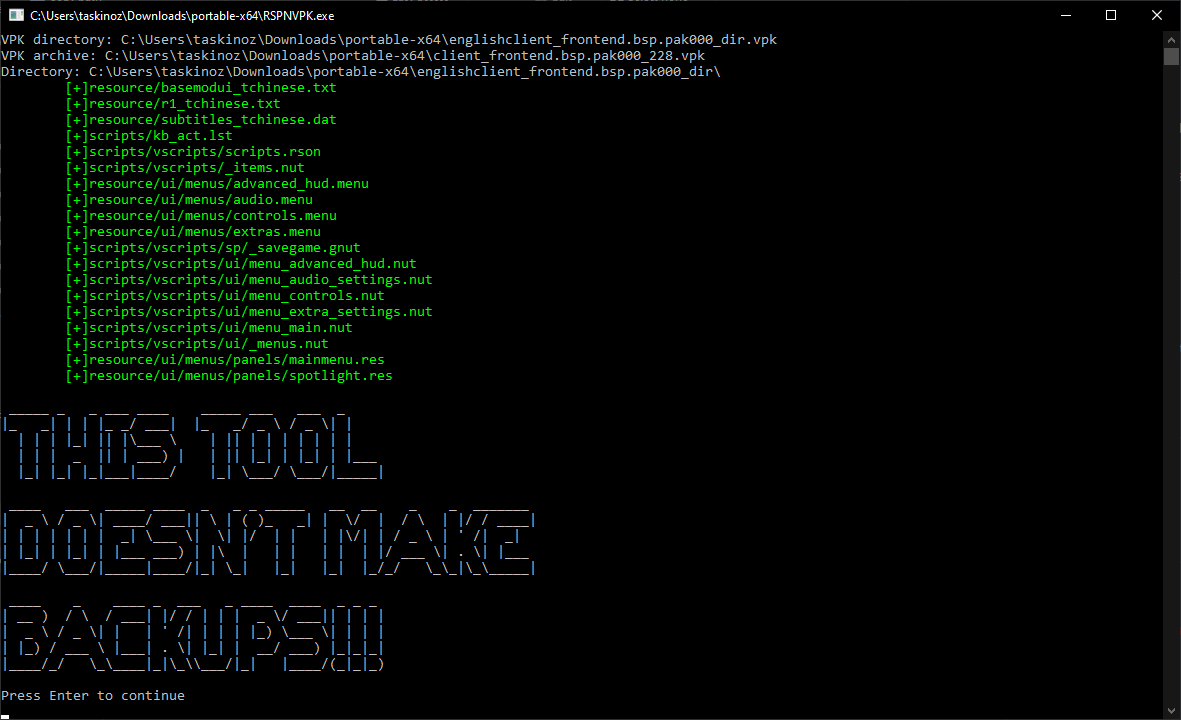 C:\Users\taskinoz\Downloads\portable-x64\RSPNVPK.exe
VPK directory: C:\Users\taskinoz\Downloads\portable-x64\englishclient_frontend.bsp.pak000_dir.vpk
VPK archive: C:\Users\taskinoz\Downloads\portable-x64\client_frontend.bsp.pak000_228.vpk
Directory: C:\Users\taskinoz\Downloads\portable-x64\englishclient_frontend.bsp.pak000_dir\
[+]resource/basemodui_tchinese.txt
[+]resource/r1_tchinese.txt
[+]resource/subtitles_tchinese.dat
[+]scripts/kb_act.lst
[+]scripts/vscripts/scripts.rson
[+]scripts/vscripts/_items.nut
[+]resource/ui/menus/advanced_hud.menu
[+]resource/ui/menus/audio.menu
[+]resource/ui/menus/controls.menu
[+]resource/ui/menus/extras.menu
[+]scripts/vscripts/sp/_savegame.gnut
[+]scripts/vscripts/ui/menu_advanced_hud.nut
[+]scripts/vscripts/ui/menu_audio_settings.nut
[+]scripts/vscripts/ui/menu_controls.nut
[+]scripts/vscripts/ui/menu_extra_settings.nut
[+]scripts/vscripts/ui/menu_main.nut
[+]scripts/vscripts/ui/_menus.nut
[+]resource/ui/menus/panels/mainmenu.res
[+]resource/ui/menus/panels/spotlight.res
THIS TOOL
DOESN'T MAKE
BACKUPS!!!
Press Enter to continue